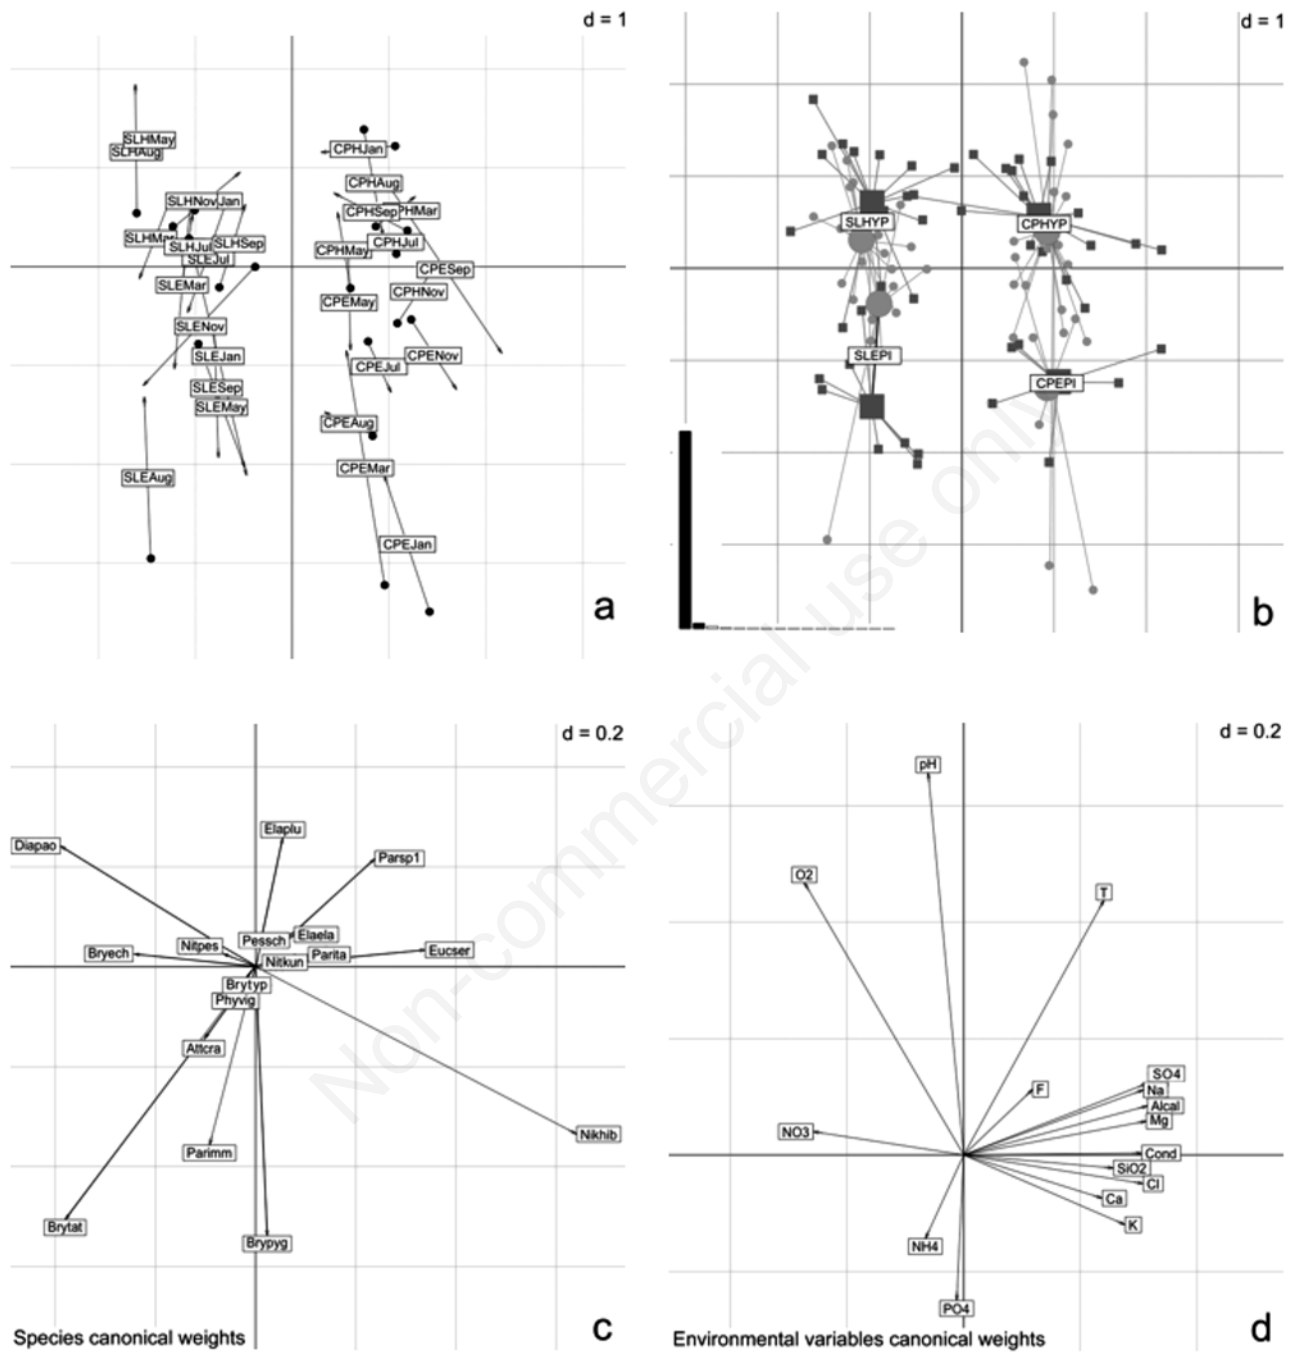 d = 1
SLHMay
SLHAug
SLHNov
Jan
SLHMar
SLHJul
SLHSep
SLEJul
SLEMar
SLENov
SLEJan
SLESep
SLEMay
SLEAug
CPHJan
CPHAug
CPHSep
PHMar
CPHJul
CPHMay
CPESep
CPHNov
CPEMay
CPENov
CPEJul
CPEAug
CPEMar
CPEJan
a
d = 1
SLHYP
CPHYP
SLEPI
CPEPI
b
d = 0.2
Elaplu
Diapao
Parsp1
Elaela
Pessch
Nitpes
Bryech
Parita
Eucser
Nitkun
Brytyp
Phyvig
Attcra
Nikhib
Parimm
Brytat
Brypyg
Species canonical weights
c
d = 0.2
pH
O2
T
SO4
F
Na
Alcal
Mg
NO3
Cond
SiO2
Cl
Ca
K
NH4
PO4
Environmental variables canonical weights
d
Non-commercial use only